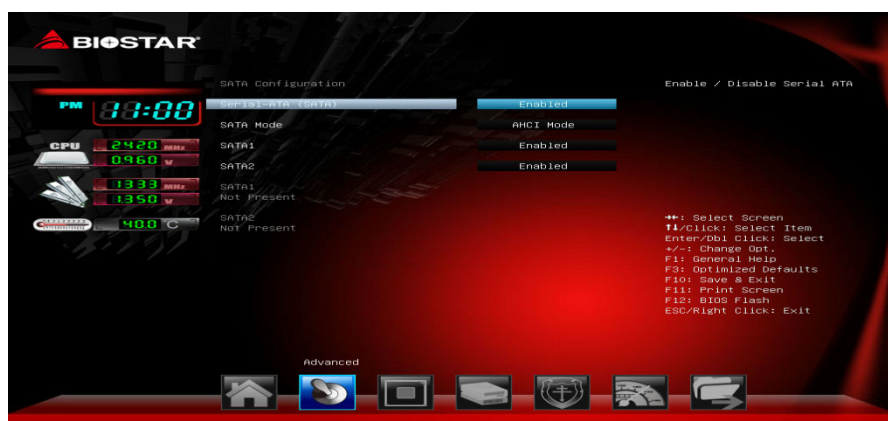 BIOSTAR
SATA Configuration
Enable / Disable Serial ATA
Serial-ATA (SATA) Enabled
PM 11:00
SATA Mode AHCI Mode
CPU 2420 MHz
SATA1 Enabled
0.960 V
SATA2 Enabled
1333 MHz
SATA1
Not Present
1.350 V
SATA2
Not Present
40.0 C
: Select Screen
↑↓/Click: Select Item
Enter/Dbl Click: Select
+/-: Change Opt.
F1: General Help
F3: Optimized Defaults
F10: Save & Exit
F11: Print Screen
F12: BIOS Flash
ESC/Right Click: Exit
Advanced